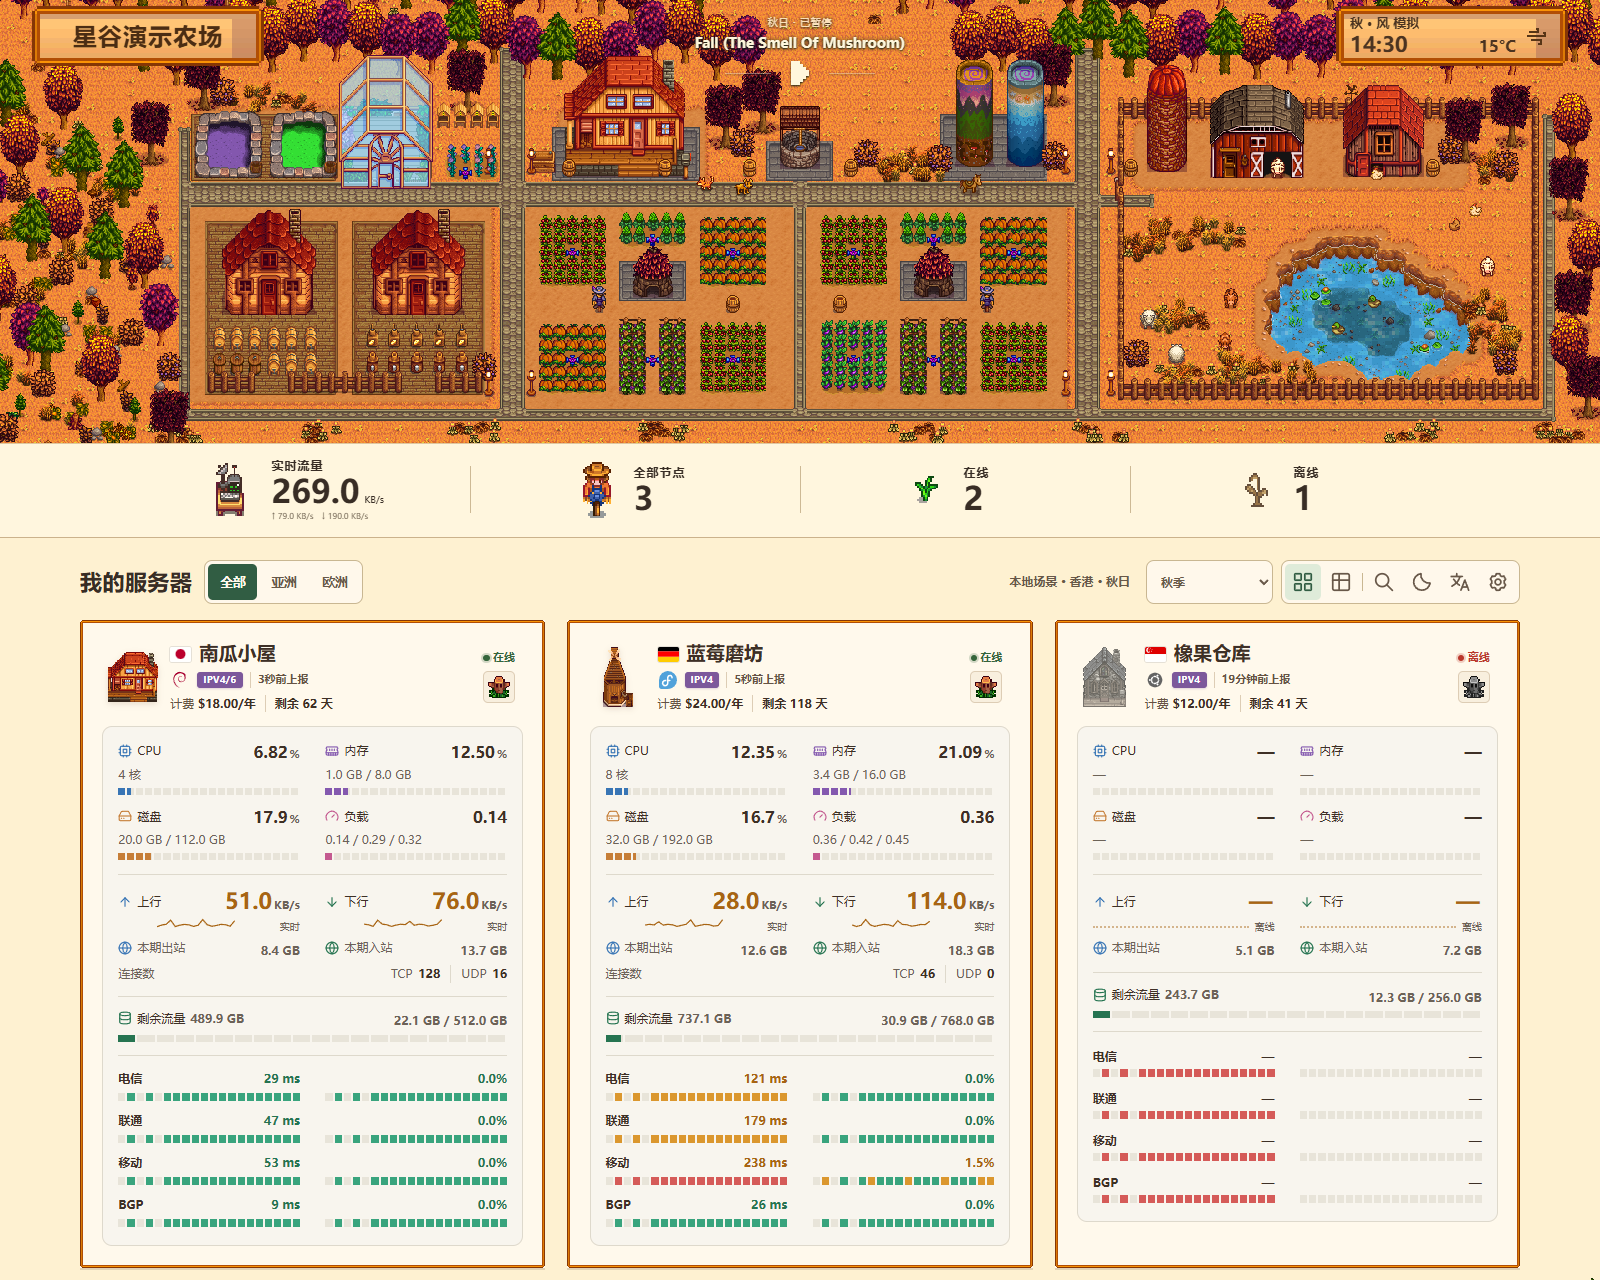 星谷演示农场
秋日 · 已暂停
Fall (The Smell Of Mushroom)
秋 • 风 模拟
14:30
15°C
实时流量
269.0 KB/s
↑ 79.0 KB/s ↓ 190.0 KB/s
全部节点
3
在线
2
离线
1
我的服务器
全部 亚洲 欧洲
本地场景 • 香港 • 秋日
秋季
南瓜小屋
在线
IPV4/6 3秒前上报
计费 $18.00/年 剩余 62 天
CPU 6.82 % 内存 12.50 %
4 核 1.0 GB / 8.0 GB
磁盘 17.9 % 负载 0.14
20.0 GB / 112.0 GB 0.14 / 0.29 / 0.32
上行 51.0 KB/s 下行 76.0 KB/s
实时 实时
本期出站 8.4 GB 本期入站 13.7 GB
连接数 TCP 128 UDP 16
剩余流量 489.9 GB 22.1 GB / 512.0 GB
电信 29 ms 0.0%
联通 47 ms 0.0%
移动 53 ms 0.0%
BGP 9 ms 0.0%
蓝莓磨坊
在线
IPV4 5秒前上报
计费 $24.00/年 剩余 118 天
CPU 12.35 % 内存 21.09 %
8 核 3.4 GB / 16.0 GB
磁盘 16.7 % 负载 0.36
32.0 GB / 192.0 GB 0.36 / 0.42 / 0.45
上行 28.0 KB/s 下行 114.0 KB/s
实时 实时
本期出站 12.6 GB 本期入站 18.3 GB
连接数 TCP 46 UDP 0
剩余流量 737.1 GB 30.9 GB / 768.0 GB
电信 121 ms 0.0%
联通 179 ms 0.0%
移动 238 ms 1.5%
BGP 26 ms 0.0%
橡果仓库
离线
IPV4 19分钟前上报
计费 $12.00/年 剩余 41 天
CPU — 内存 —
— —
磁盘 — 负载 —
— —
上行 — 下行 —
离线 离线
本期出站 5.1 GB 本期入站 7.2 GB
剩余流量 243.7 GB 12.3 GB / 256.0 GB
电信 — —
联通 — —
移动 — —
BGP — —